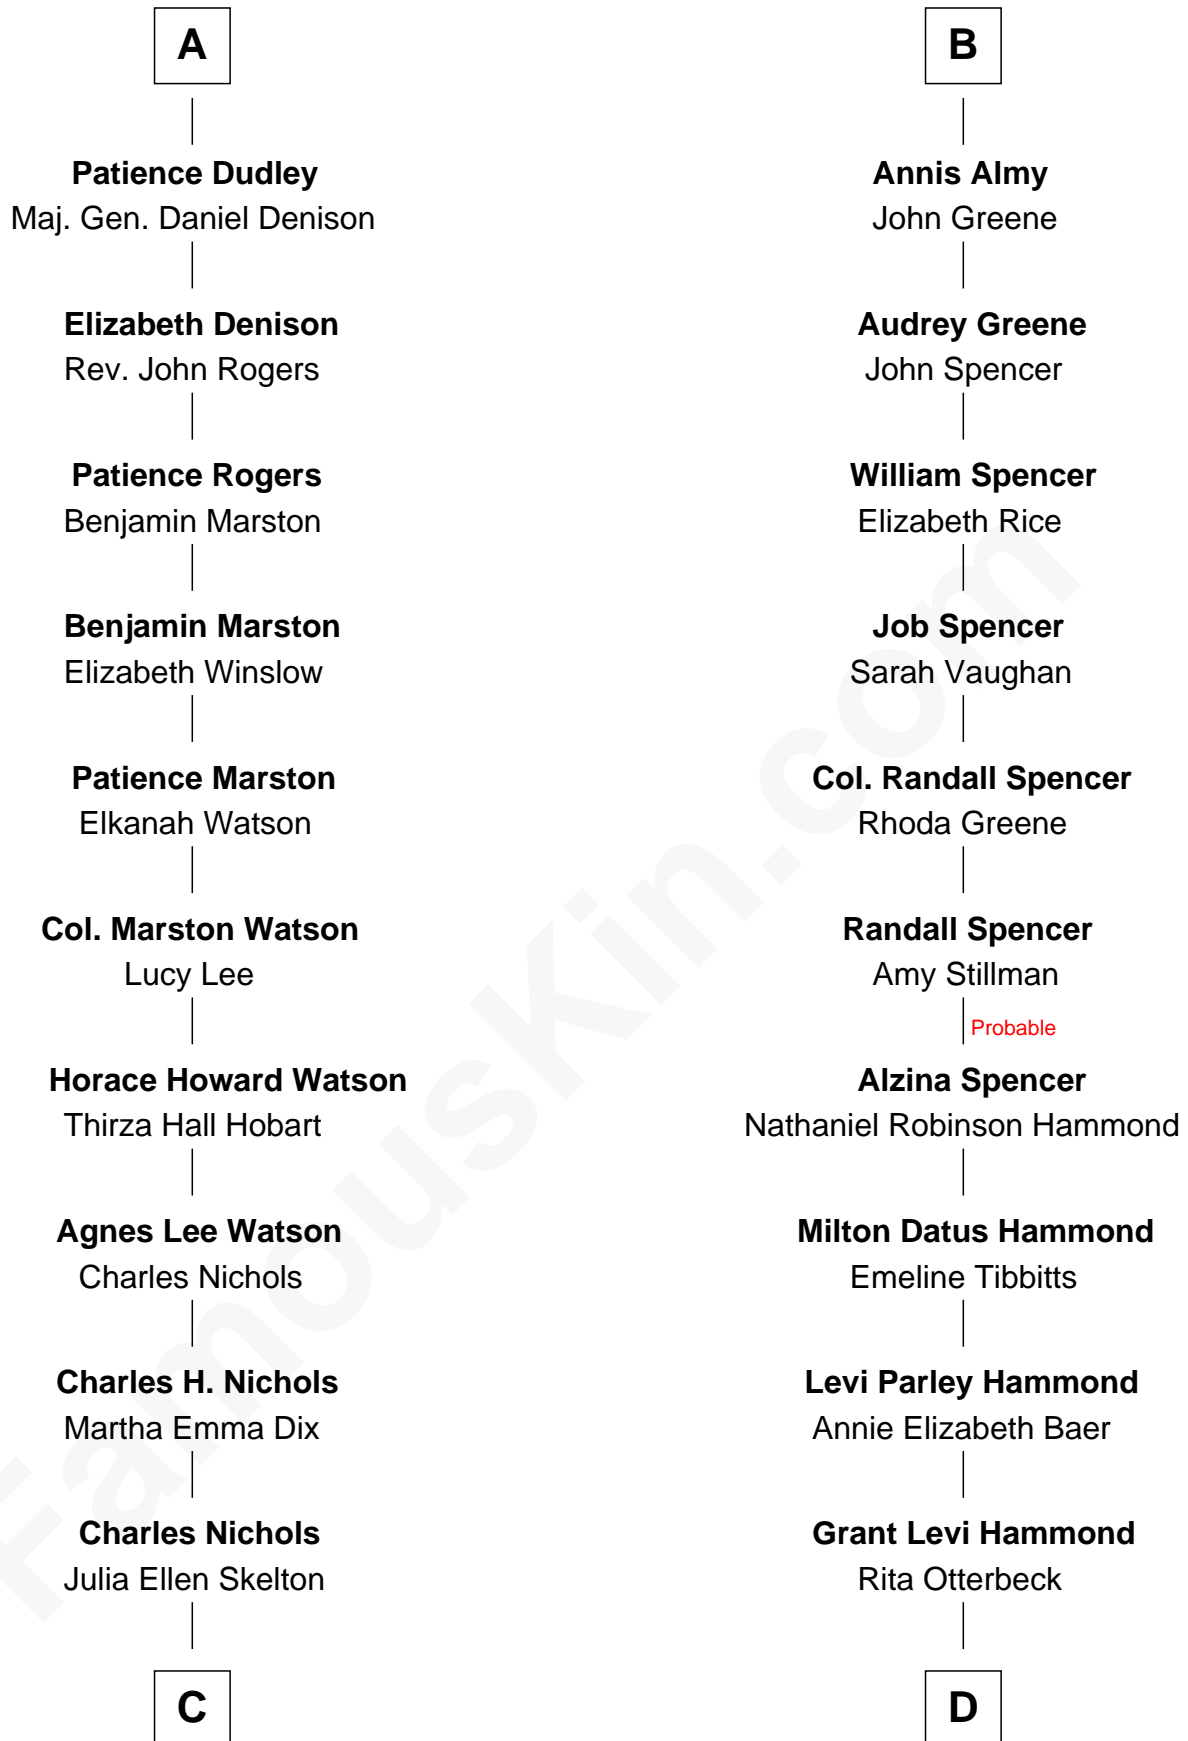 A
Patience Dudley
Maj. Gen. Daniel Denison
Elizabeth Denison
Rev. John Rogers
Patience Rogers
Benjamin Marston
Benjamin Marston
Elizabeth Winslow
Patience Marston
Elkanah Watson
Col. Marston Watson
Lucy Lee
Horace Howard Watson
Thirza Hall Hobart
Agnes Lee Watson
Charles Nichols
Charles H. Nichols
Martha Emma Dix
Charles Nichols
Julia Ellen Skelton
C
B
Annis Almy
John Greene
Audrey Greene
John Spencer
William Spencer
Elizabeth Rice
Job Spencer
Sarah Vaughan
Col. Randall Spencer
Rhoda Greene
Randall Spencer
Amy Stillman
Probable
Alzina Spencer
Nathaniel Robinson Hammond
Milton Datus Hammond
Emeline Tibbitts
Levi Parley Hammond
Annie Elizabeth Baer
Grant Levi Hammond
Rita Otterbeck
D
FamousKin.com